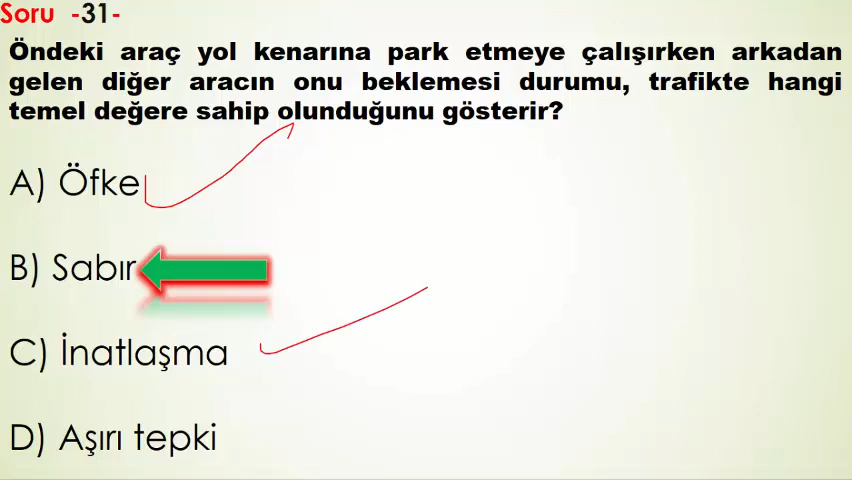 Soru -31-
Öndeki araç yol kenarına park etmeye çalışırken arkadan
gelen diğer aracın onu beklemesi durumu, trafikte hangi
temel değere sahip olunduğunu gösterir?
A) Öfke
B) Sabır
C) İnatlaşma
D) Aşırı tepki